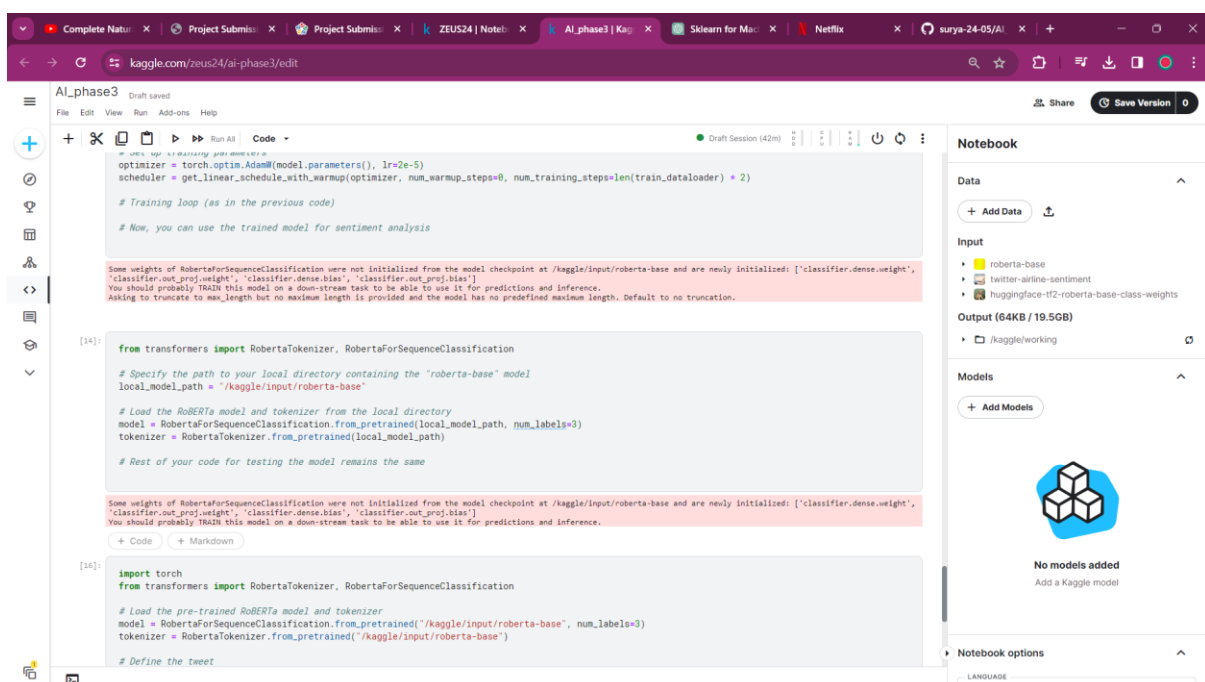 Complete Natur
Project Submiss
Project Submiss
ZEUS24 | Notebo
AI_phase3 | Kag
Sklearn for Mac
Netflix
surya-24-05/AI_
kaggle.com/zeus24/ai-phase3/edit
AI_phase3 Draft saved
File Edit View Run Add-ons Help
Share
Save Version 0
Run All Code
Draft Session (42m)
optimizer = torch.optim.AdamW(model.parameters(), lr=2e-5)
scheduler = get_linear_schedule_with_warmup(optimizer, num_warmup_steps=0, num_training_steps=len(train_dataloader) * 2)
# Training loop (as in the previous code)
# Now, you can use the trained model for sentiment analysis
Some weights of RobertaForSequenceClassification were not initialized from the model checkpoint at /kaggle/input/roberta-base and are newly initialized: ['classifier.dense.weight',
'classifier.out_proj.weight', 'classifier.dense.bias', 'classifier.out_proj.bias']
You should probably TRAIN this model on a down-stream task to be able to use it for predictions and inference.
Asking to truncate to max_length but no maximum length is provided and the model has no predefined maximum length. Default to no truncation.
[14]:
from transformers import RobertaTokenizer, RobertaForSequenceClassification
# Specify the path to your local directory containing the "roberta-base" model
local_model_path = "/kaggle/input/roberta-base"
# Load the RoBERTa model and tokenizer from the local directory
model = RobertaForSequenceClassification.from_pretrained(local_model_path, num_labels=3)
tokenizer = RobertaTokenizer.from_pretrained(local_model_path)
# Rest of your code for testing the model remains the same
Some weights of RobertaForSequenceClassification were not initialized from the model checkpoint at /kaggle/input/roberta-base and are newly initialized: ['classifier.dense.weight',
'classifier.out_proj.weight', 'classifier.dense.bias', 'classifier.out_proj.bias']
You should probably TRAIN this model on a down-stream task to be able to use it for predictions and inference.
+ Code + Markdown
[16]:
import torch
from transformers import RobertaTokenizer, RobertaForSequenceClassification
# Load the pre-trained RoBERTa model and tokenizer
model = RobertaForSequenceClassification.from_pretrained("/kaggle/input/roberta-base", num_labels=3)
tokenizer = RobertaTokenizer.from_pretrained("/kaggle/input/roberta-base")
# Define the tweet
Notebook
Data
+ Add Data
Input
roberta-base
twitter-airline-sentiment
huggingface-tf2-roberta-base-class-weights
Output (64KB / 19.5GB)
/kaggle/working
Models
+ Add Models
No models added
Add a Kaggle model
Notebook options
LANGUAGE